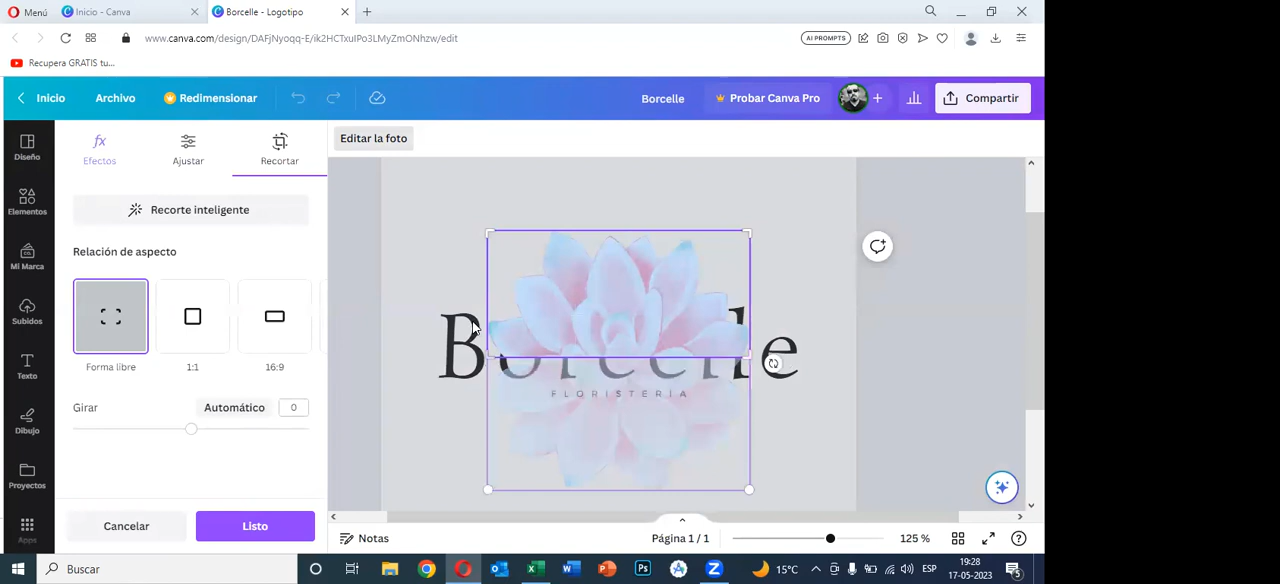 Menú
Inicio - Canva
Borcelle - Logotipo
www.canva.com/design/DAFjNyoqq-E/ik2HCTxuIPo3LMyZmONhzw/edit
AI PROMPTS
Recupera GRATIS tu...
Inicio
Archivo
Redimensionar
Borcelle
Probar Canva Pro
Compartir
Diseño
Elementos
Mi Marca
Subidos
Texto
Dibujo
Proyectos
Apps
Efectos
Ajustar
Recortar
Recorte inteligente
Relación de aspecto
Forma libre
1:1
16:9
Girar
Automático
0
Cancelar
Listo
Editar la foto
Borcelle
FLORISTERÍA
Notas
Página 1 / 1
125 %
Buscar
15°C
ESP
19:28
17-05-2023
5